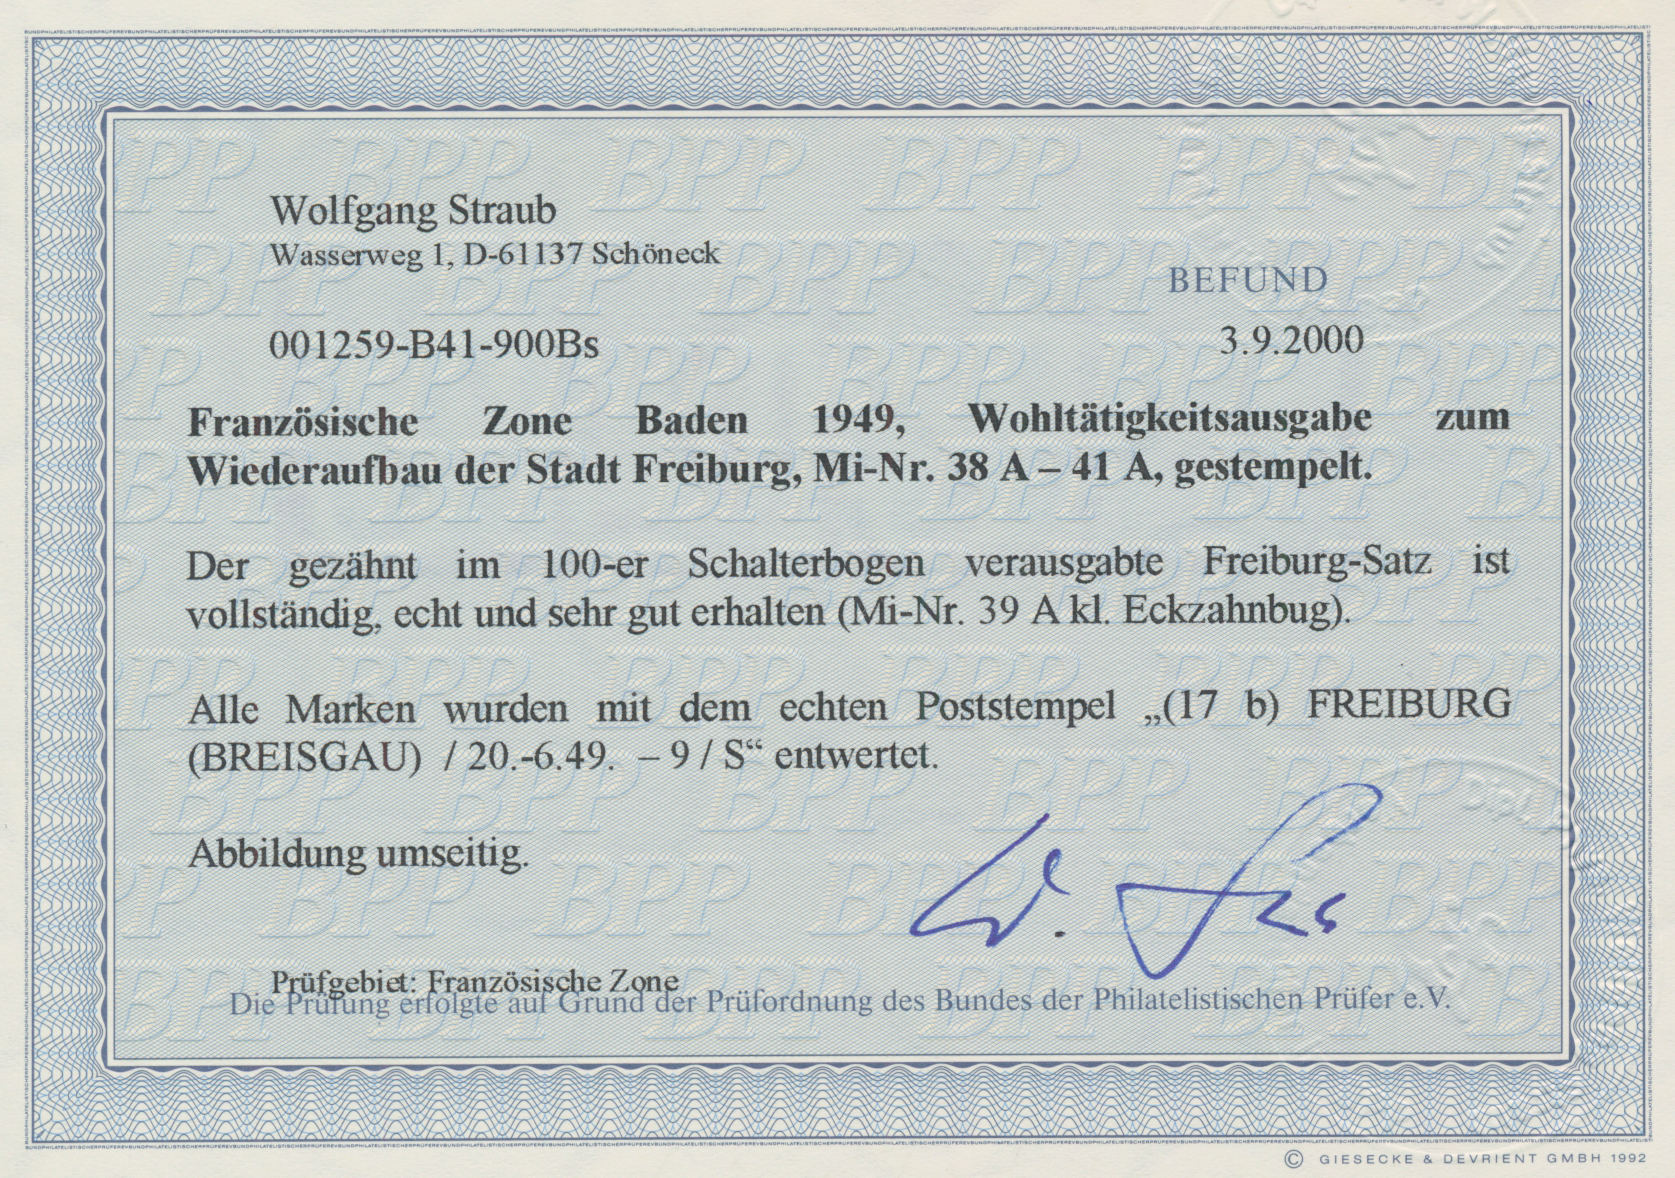 Wolfgang Straub
Wasserweg 1, D-61137 Schöneck
BEFUND
001259-B41-900Bs
3.9.2000
Französische Zone Baden 1949, Wohltätigkeitsausgabe zum
Wiederaufbau der Stadt Freiburg, Mi-Nr. 38 A – 41 A, gestempelt.
Der gezähnt im 100-er Schalterbogen verausgabte Freiburg-Satz ist
vollständig, echt und sehr gut erhalten (Mi-Nr. 39 A kl. Eckzahnbug).
Alle Marken wurden mit dem echten Poststempel „(17 b) FREIBURG
(BREISGAU) / 20.-6.49. – 9 / S“ entwertet.
Abbildung umseitig.
Prüfgebiet: Französische Zone
Die Prüfung erfolgte auf Grund der Prüfordnung des Bundes der Philatelistischen Prüfer e.V.
© GIESECKE & DEVRIENT GMBH 1992